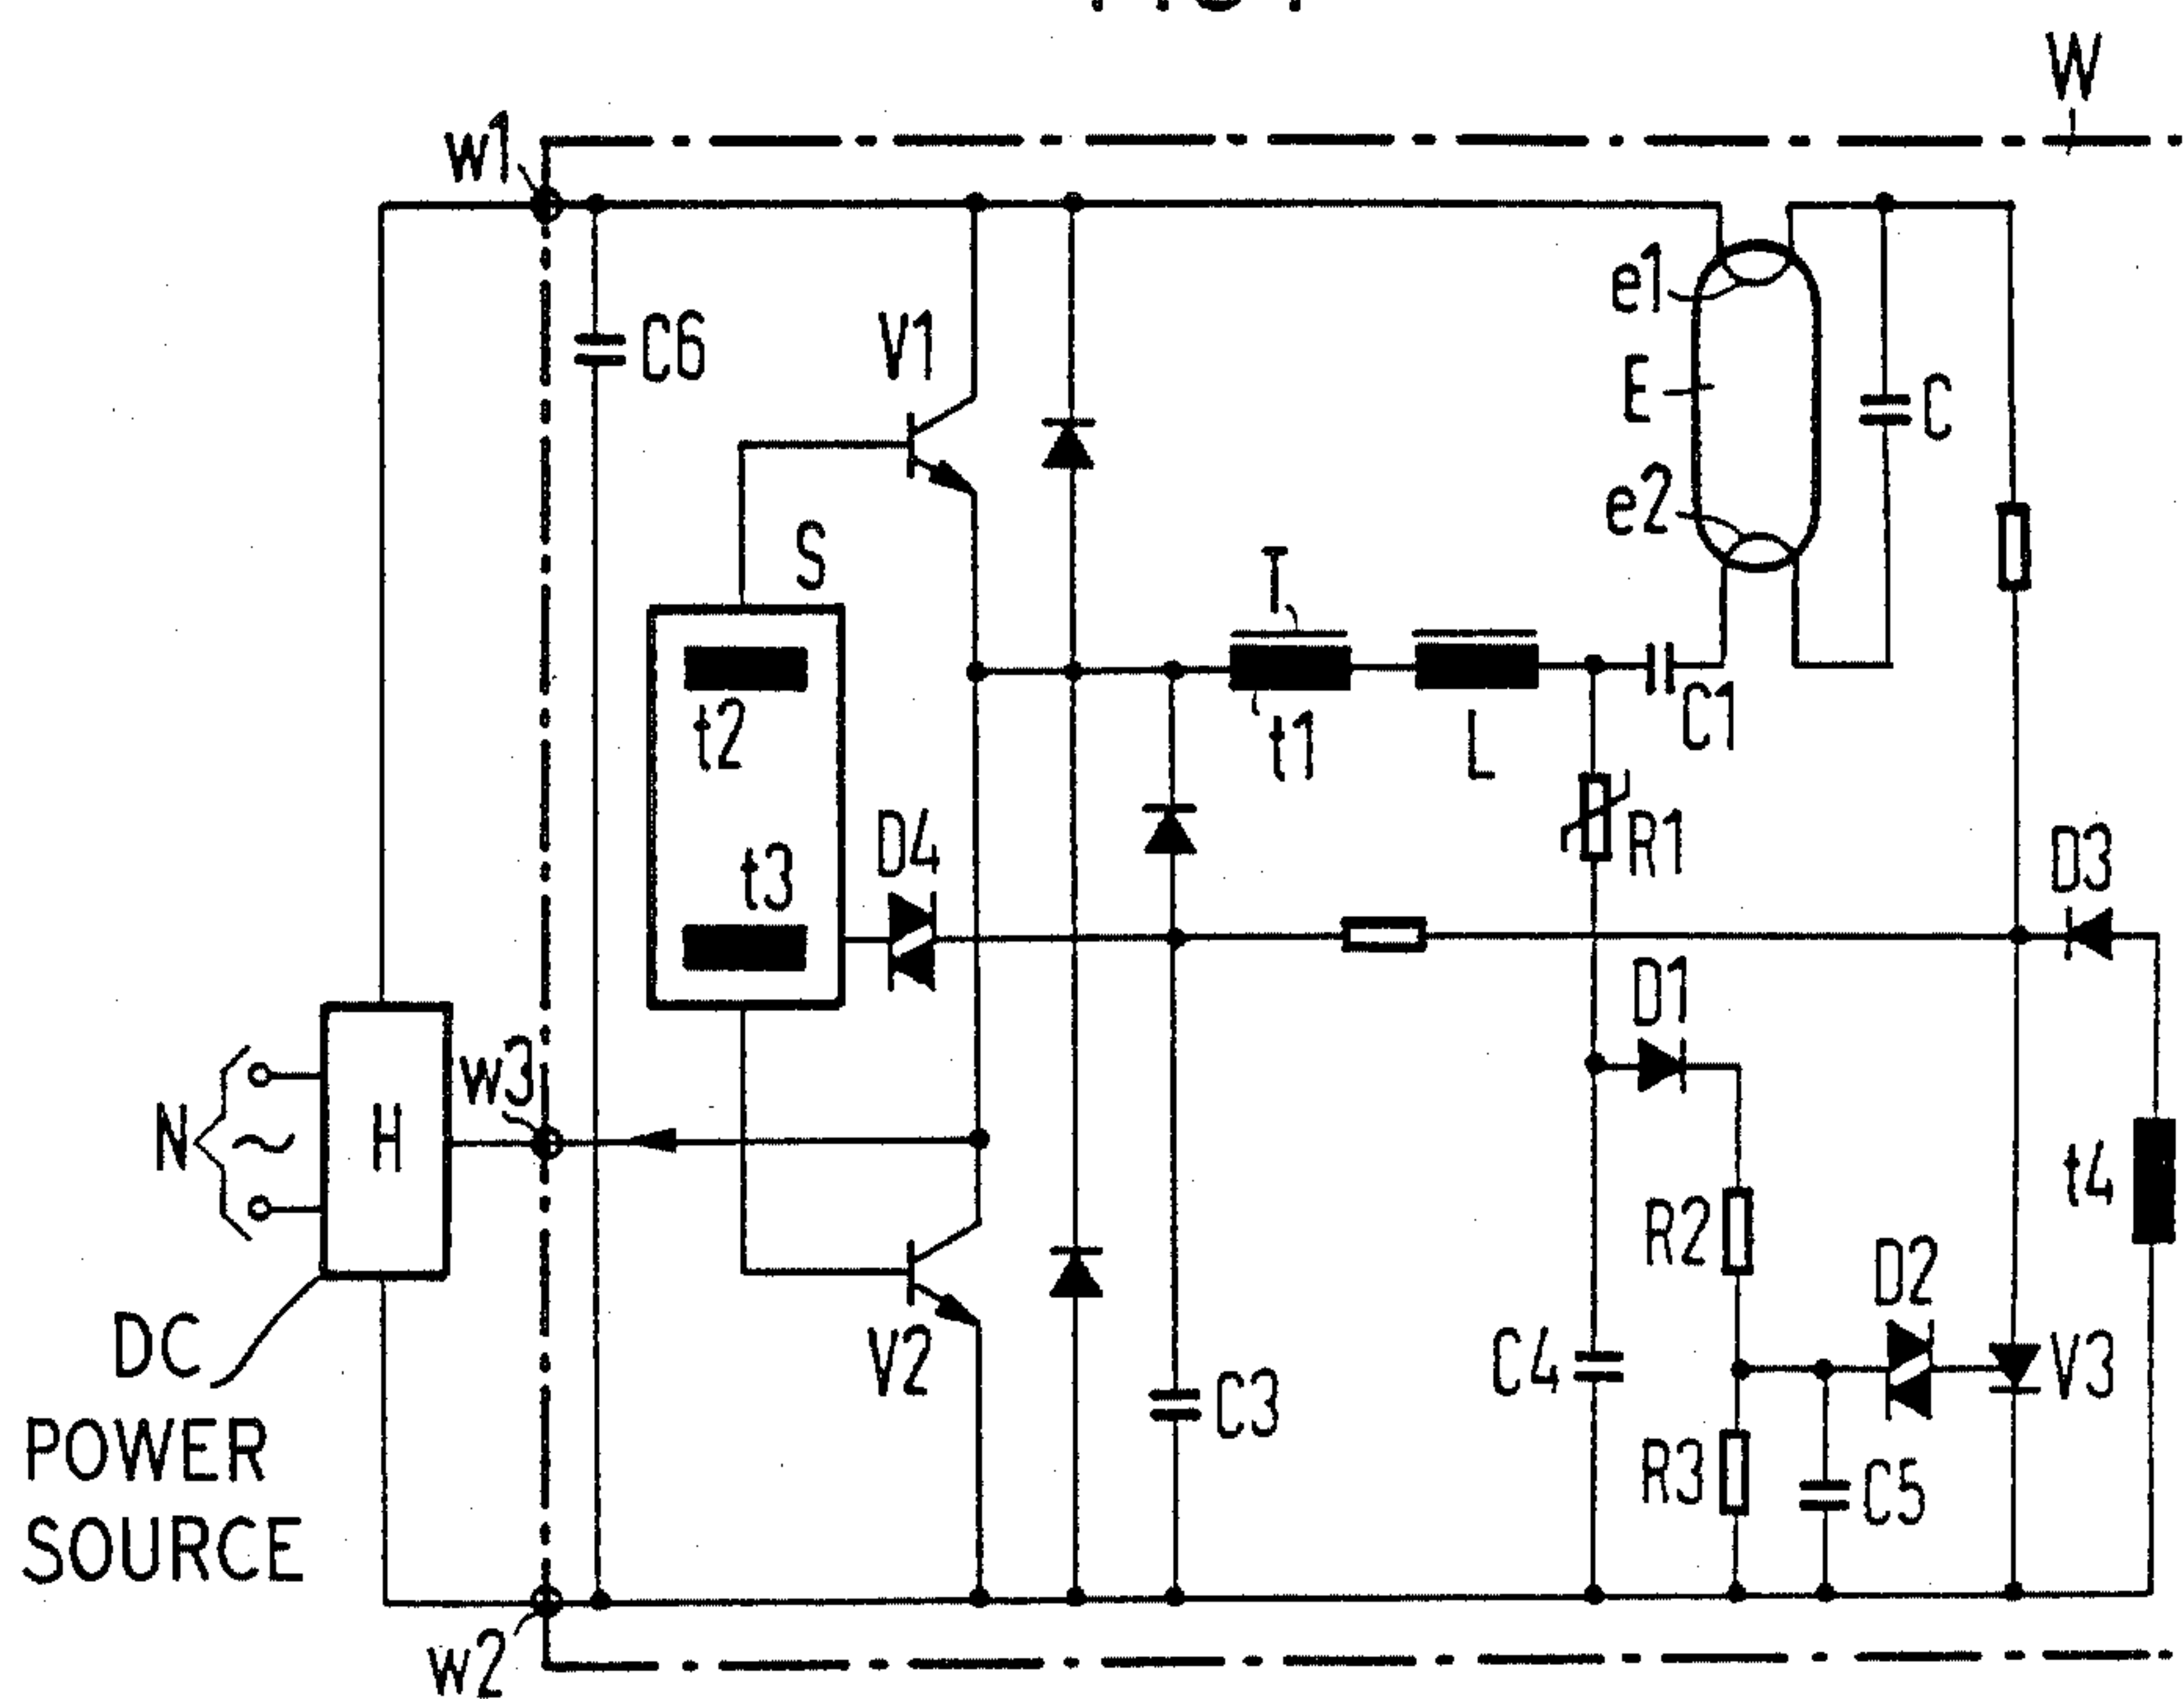 W
w1
C6
V1
e1
E
C
e2
S
T
t2
t1
L
C1
D4
R1
t3
D3
D1
w3
N
~
H
t4
R2
D2
DC
POWER
SOURCE
V2
C3
C4
V3
R3
C5
w2